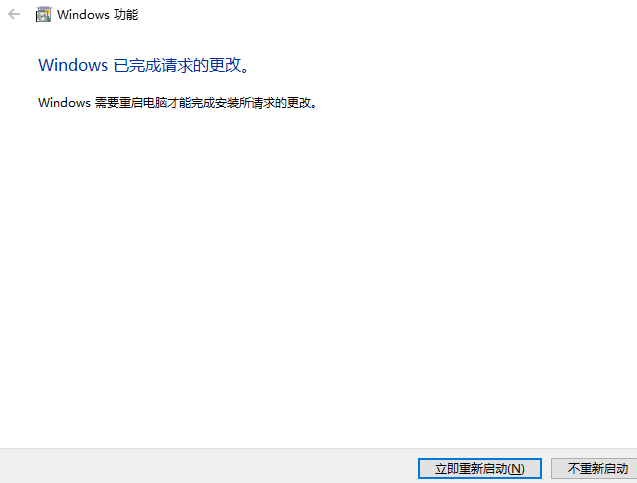 Windows 功能
Windows 已完成请求的更改。
Windows 需要重启电脑才能完成安装所请求的更改。
立即重新启动(N)
不重新启动